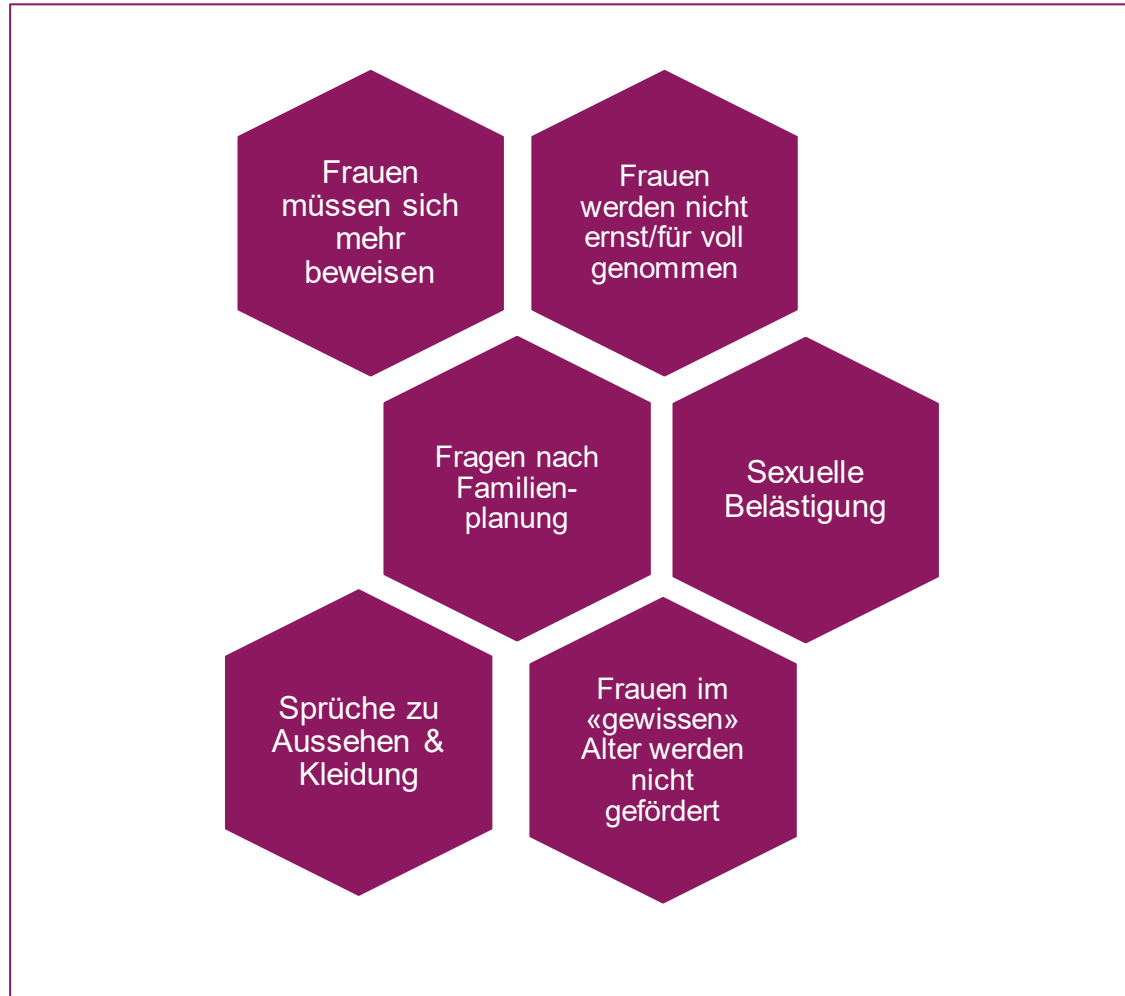 Frauen
müssen sich
mehr
beweisen
Frauen
werden nicht
ernst/für voll
genommen
Fragen nach
Familien-
planung
Sexuelle
Belästigung
Sprüche zu
Aussehen &
Kleidung
Frauen im
«gewissen»
Alter werden
nicht
gefördert